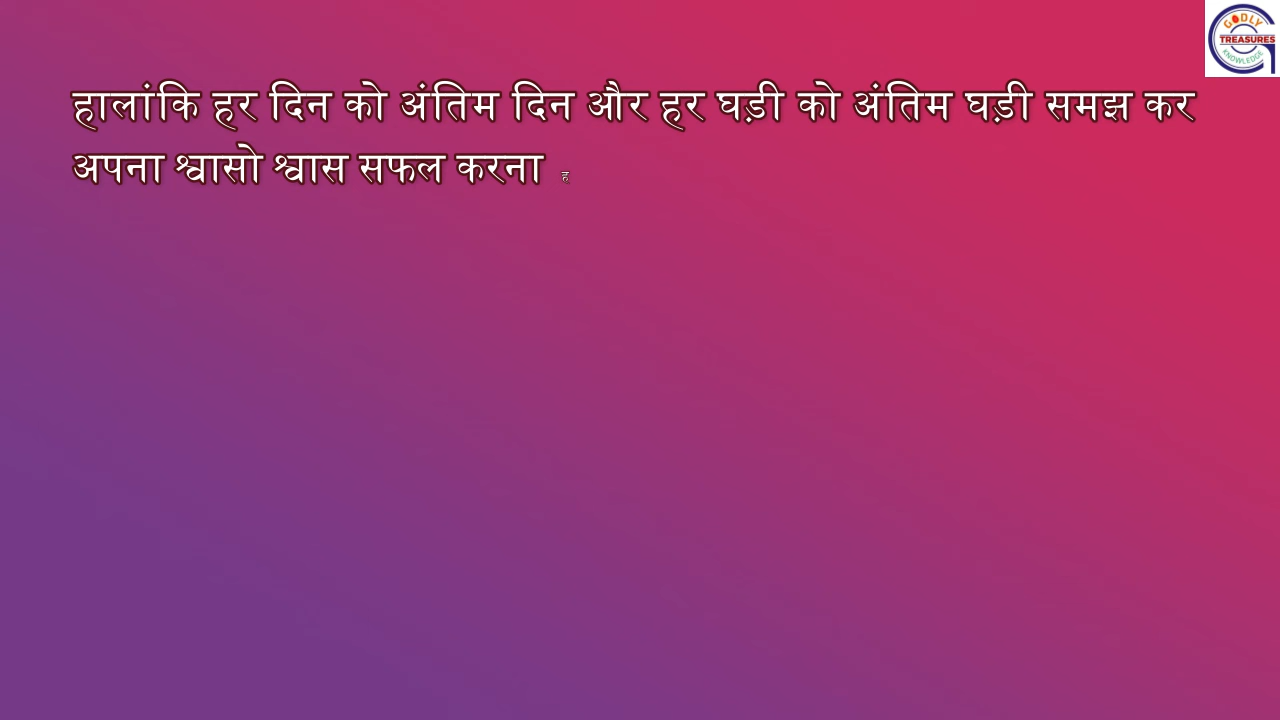 GODLY
TREASURES
KNOWLEDGE
हालांकि हर दिन को अंतिम दिन और हर घड़ी को अंतिम घड़ी समझ कर
अपना श्वासो श्वास सफल करना ह